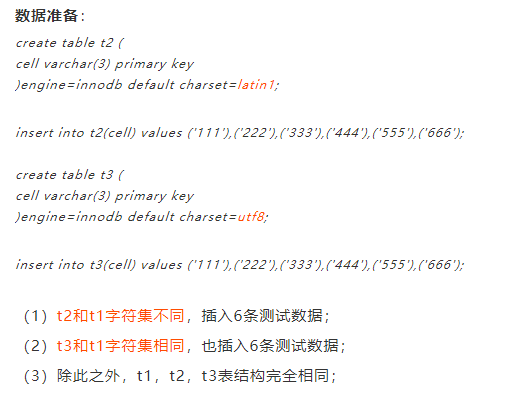 数据准备：
create table t2 (
cell varchar(3) primary key
)engine=innodb default charset=latin1;
insert into t2(cell) values ('111'),('222'),('333'),('444'),('555'),('666');
create table t3 (
cell varchar(3) primary key
)engine=innodb default charset=utf8;
insert into t3(cell) values ('111'),('222'),('333'),('444'),('555'),('666');
（1）t2和t1字符集不同，插入6条测试数据；
（2）t3和t1字符集相同，也插入6条测试数据；
（3）除此之外，t1，t2，t3表结构完全相同；